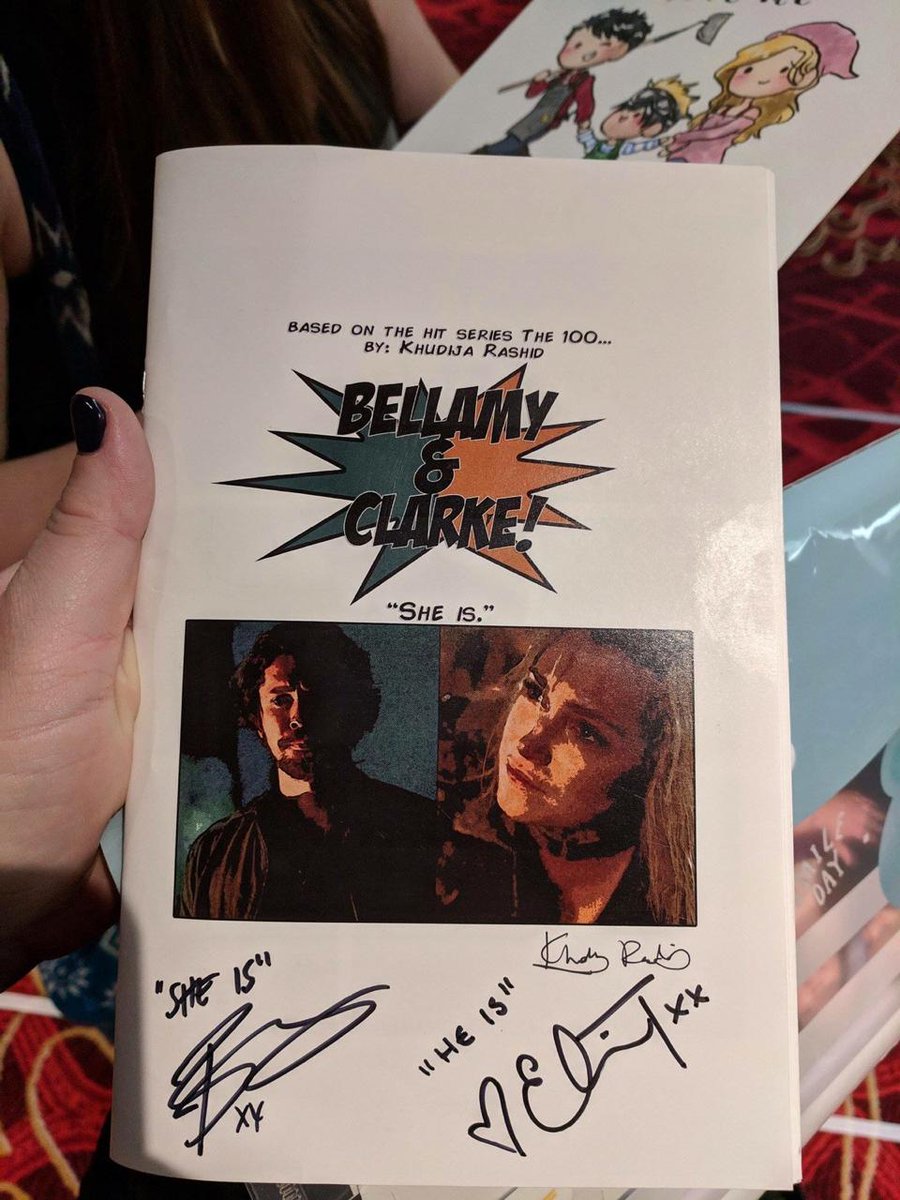 BASED ON THE HIT SERIES THE 100...
BY: KHUDIJA RASHID
BELLAMY
&
CLARKE!
"SHE IS."
"SHE IS"
xx
"HE IS"
xx
DAY